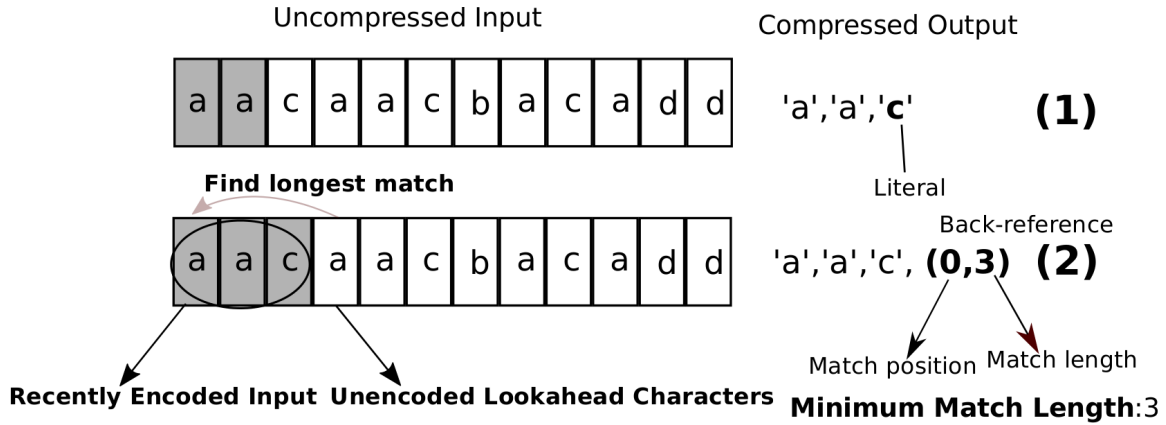 Uncompressed Input
Compressed Output
a a c a a c b a c a d d
'a','a','c' (1)
Literal
Find longest match
Back-reference
a a c a a c b a c a d d
'a','a','c', (0,3) (2)
Match position Match length
Recently Encoded Input Unencoded Lookahead Characters
Minimum Match Length:3